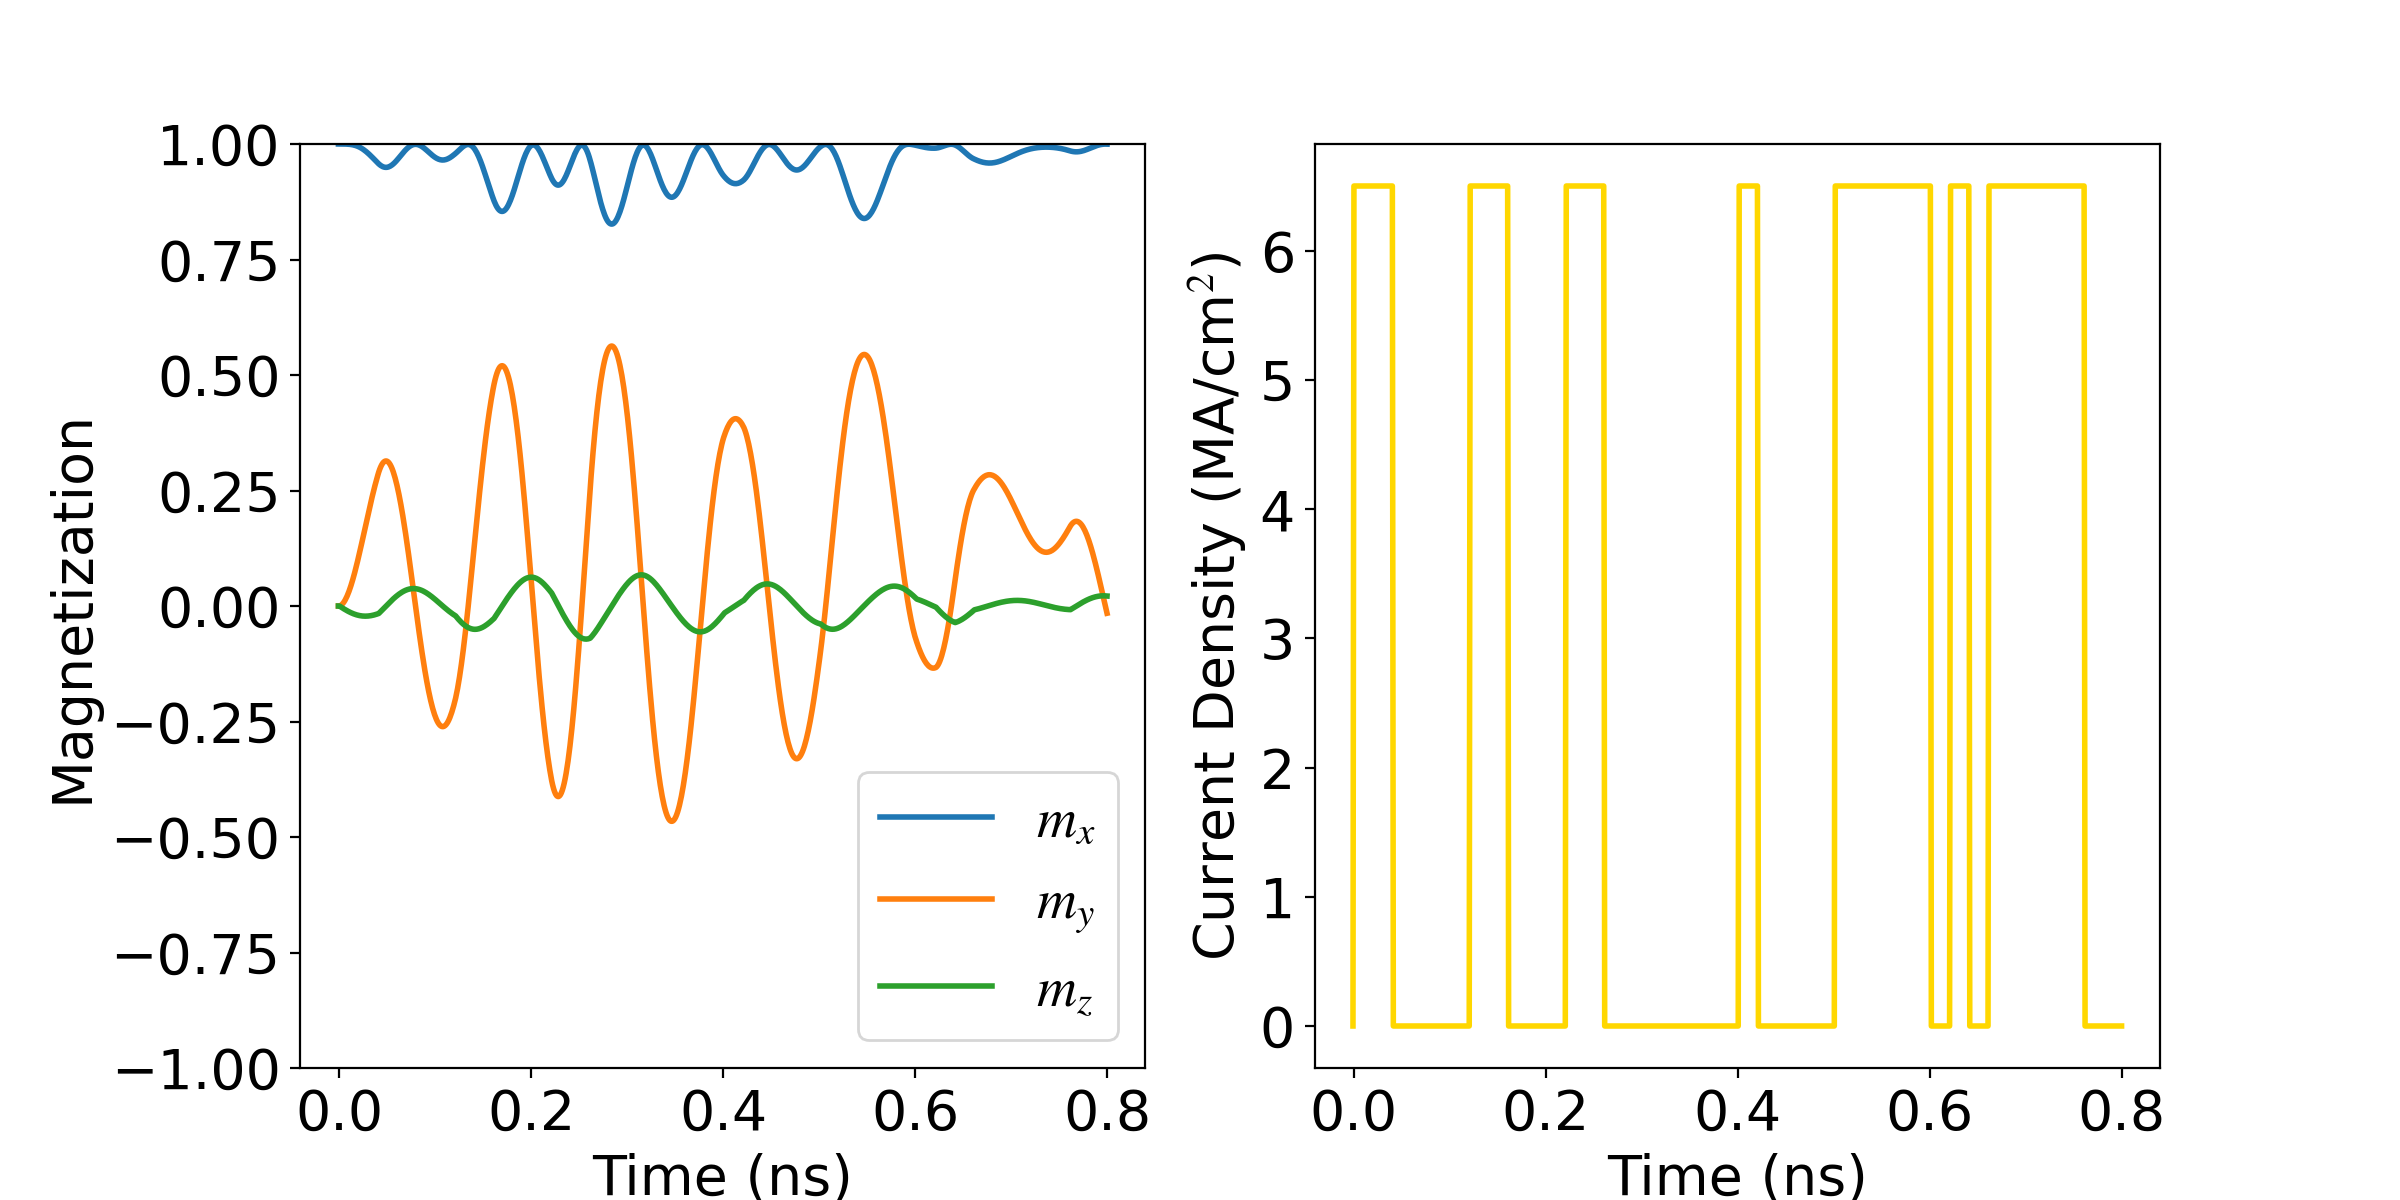 1.00
0.75
0.50
0.25
0.00
−0.25
−0.50
−0.75
−1.00
Magnetization
0.0 0.2 0.4 0.6 0.8
Time (ns)
m_x
m_y
m_z
6
5
4
3
2
1
0
Current Density (MA/cm²)
0.0 0.2 0.4 0.6 0.8
Time (ns)